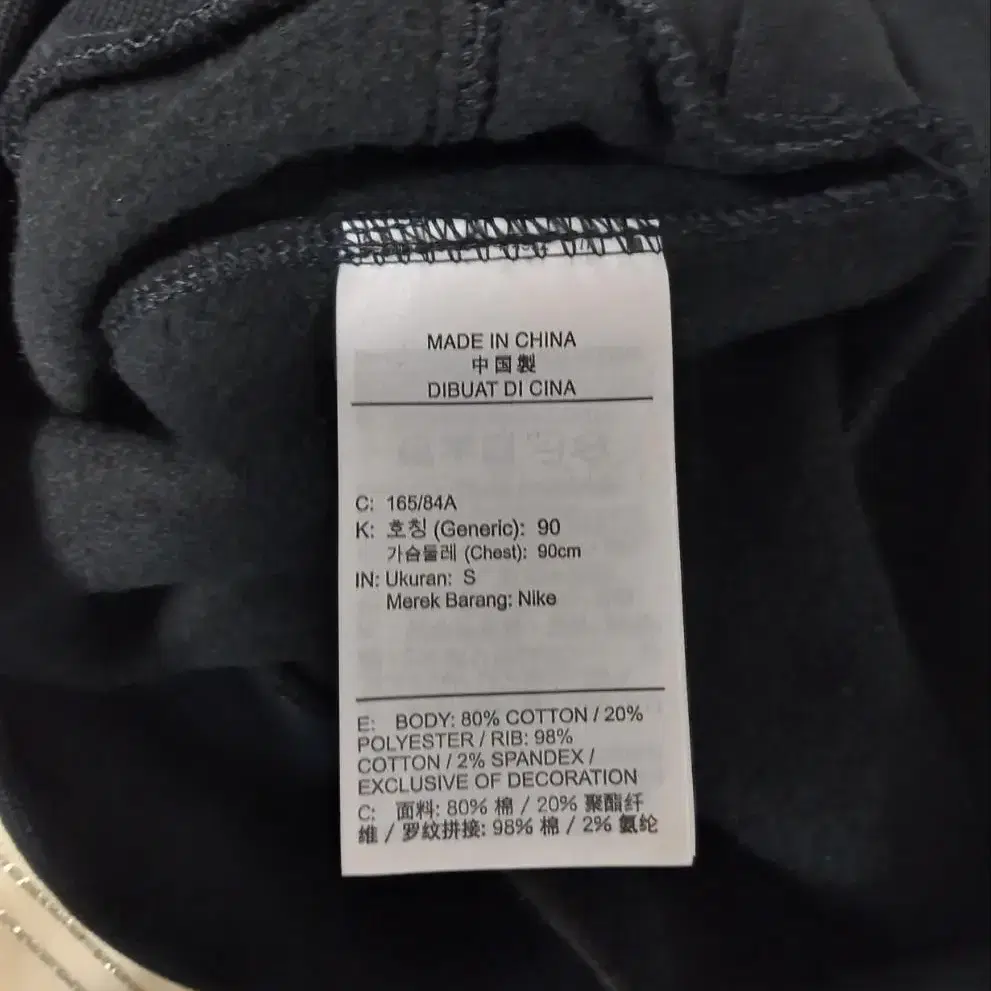 MADE IN CHINA
中国製
DIBUAT DI CINA
C: 165/84A
K: 호칭 (Generic): 90
가슴둘레 (Chest): 90cm
IN: Ukuran: S
Merek Barang: Nike
E: BODY: 80% COTTON / 20%
POLYESTER / RIB: 98%
COTTON / 2% SPANDEX /
EXCLUSIVE OF DECORATION
C: 面料: 80% 棉 / 20% 聚酯纤
维 / 罗纹拼接: 98% 棉 / 2% 氨纶